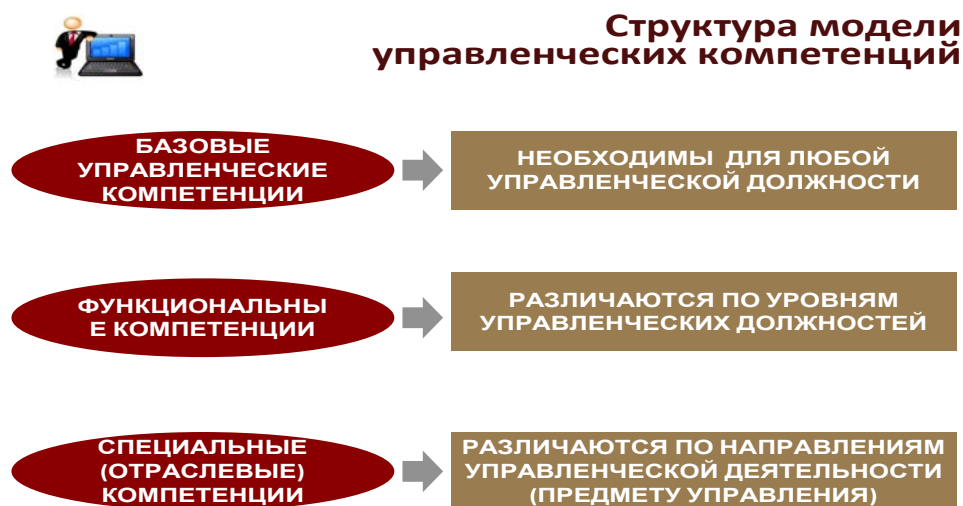 Структура модели
управленческих компетенций
БАЗОВЫЕ
УПРАВЛЕНЧЕСКИЕ
КОМПЕТЕНЦИИ
НЕОБХОДИМЫ ДЛЯ ЛЮБОЙ
УПРАВЛЕНЧЕСКОЙ ДОЛЖНОСТИ
ФУНКЦИОНАЛЬНЫ
Е КОМПЕТЕНЦИИ
РАЗЛИЧАЮТСЯ ПО УРОВНЯМ
УПРАВЛЕНЧЕСКИХ ДОЛЖНОСТЕЙ
СПЕЦИАЛЬНЫЕ
(ОТРАСЛЕВЫЕ)
КОМПЕТЕНЦИИ
РАЗЛИЧАЮТСЯ ПО НАПРАВЛЕНИЯМ
УПРАВЛЕНЧЕСКОЙ ДЕЯТЕЛЬНОСТИ
(ПРЕДМЕТУ УПРАВЛЕНИЯ)